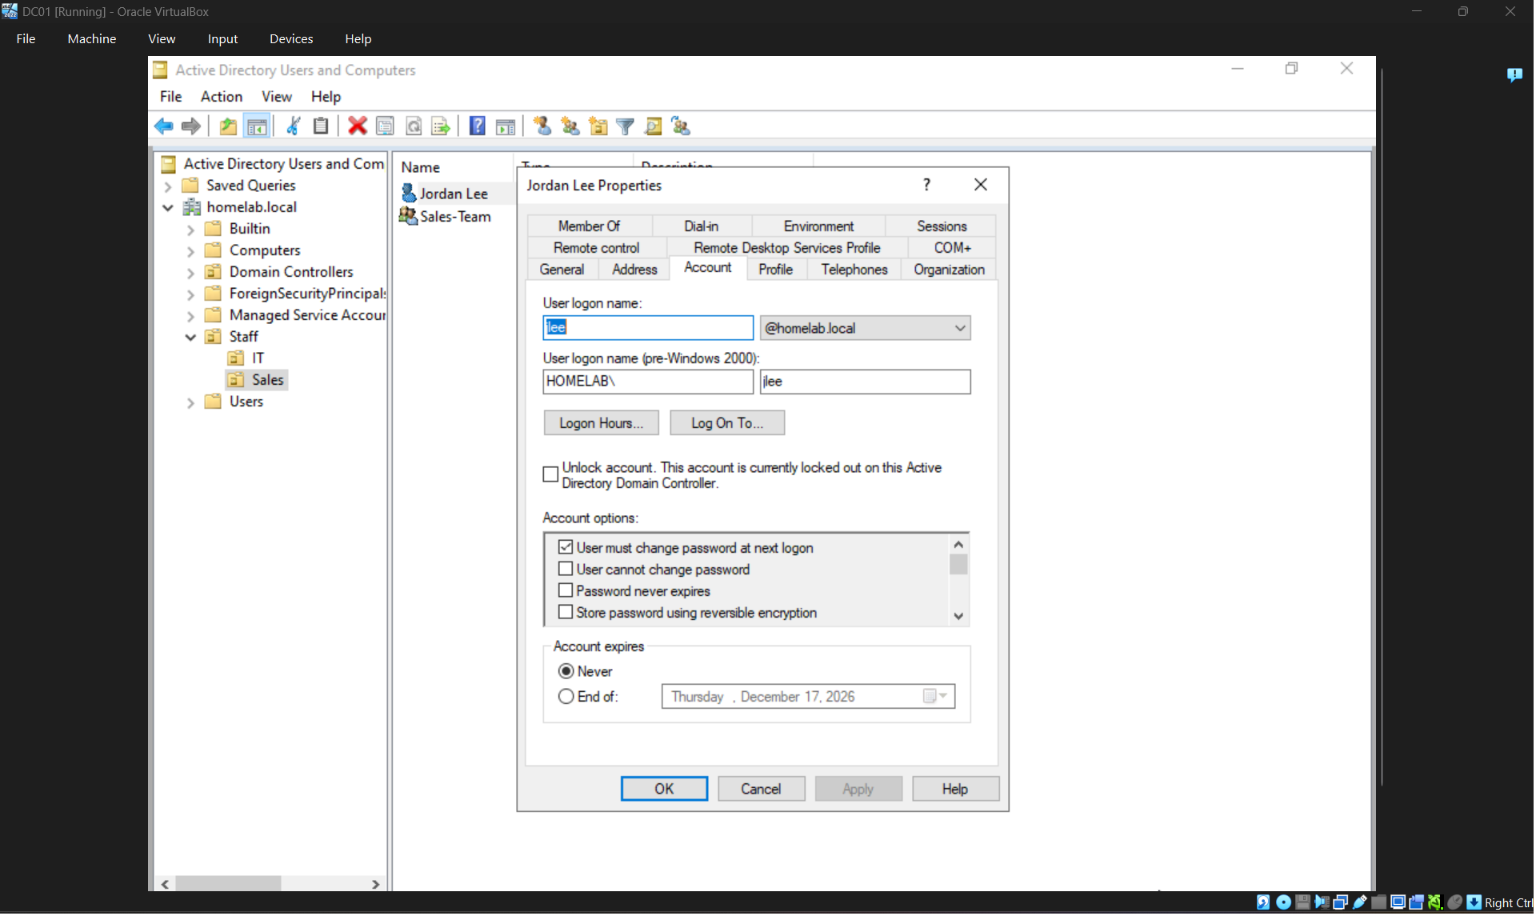 DC01 [Running] - Oracle VirtualBox
File Machine View Input Devices Help
Active Directory Users and Computers
File Action View Help
Active Directory Users and Com
Saved Queries
homelab.local
Builtin
Computers
Domain Controllers
ForeignSecurityPrincipals
Managed Service Accour
Staff
IT
Sales
Users
Name Type Description
Jordan Lee
Sales-Team
Jordan Lee Properties
Member Of Dial-in Environment Sessions
Remote control Remote Desktop Services Profile COM+
General Address Account Profile Telephones Organization
User logon name:
jlee @homelab.local
User logon name (pre-Windows 2000):
HOMELAB\ jlee
Logon Hours... Log On To...
Unlock account. This account is currently locked out on this Active
Directory Domain Controller.
Account options:
User must change password at next logon
User cannot change password
Password never expires
Store password using reversible encryption
Account expires
Never
End of: Thursday , December 17, 2026
OK Cancel Apply Help
Right Ctrl